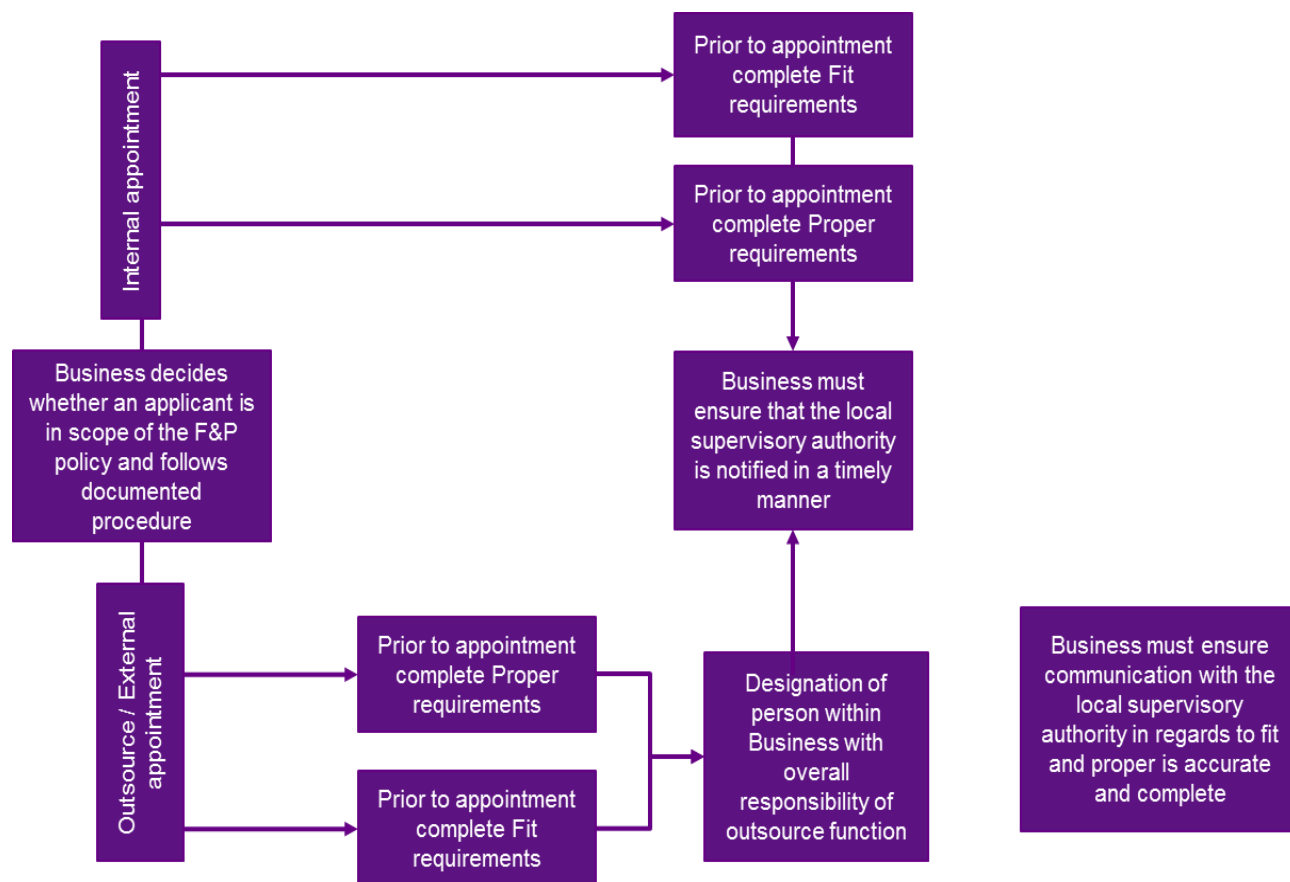 Internal appointment
Prior to appointment
complete Fit
requirements
Prior to appointment
complete Proper
requirements
Business decides
whether an applicant is
in scope of the F&P
policy and follows
documented
procedure
Business must
ensure that the local
supervisory authority
is notified in a timely
manner
Outsource / External
appointment
Prior to appointment
complete Proper
requirements
Prior to appointment
complete Fit
requirements
Designation of
person within
Business with
overall
responsibility of
outsource function
Business must ensure
communication with the
local supervisory
authority in regards to fit
and proper is accurate
and complete